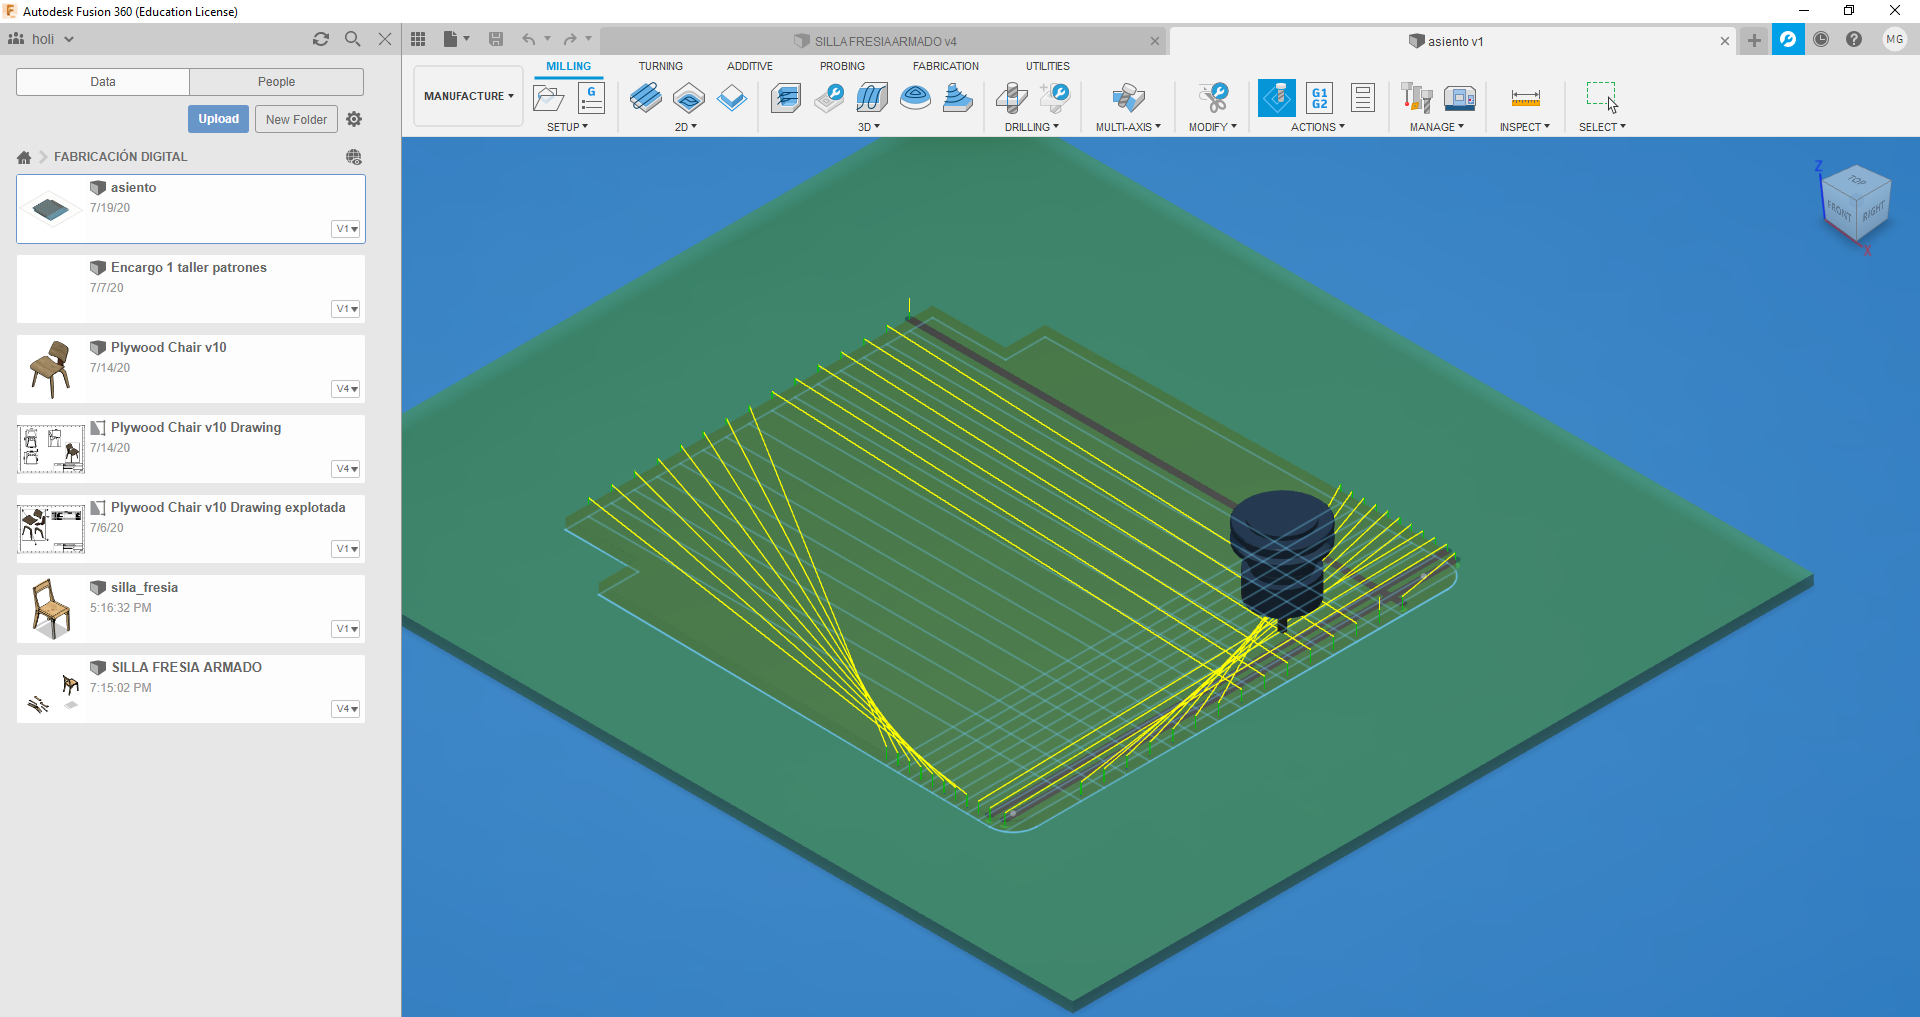 Autodesk Fusion 360 (Education License)
holi
SILLA FRESIA ARMADO v4
asiento v1
MG
Data
People
Upload
New Folder
FABRICACIÓN DIGITAL
asiento
7/19/20
V1
Encargo 1 taller patrones
7/7/20
V1
Plywood Chair v10
7/14/20
V4
Plywood Chair v10 Drawing
7/14/20
V4
Plywood Chair v10 Drawing explotada
7/6/20
V1
silla_fresia
5:16:32 PM
V1
SILLA FRESIA ARMADO
7:15:02 PM
V4
MANUFACTURE
MILLING
TURNING
ADDITIVE
PROBING
FABRICATION
UTILITIES
G
G1
G2
SETUP
2D
3D
DRILLING
MULTI-AXIS
MODIFY
ACTIONS
MANAGE
INSPECT
SELECT
Z
TOP
FRONT
RIGHT
X